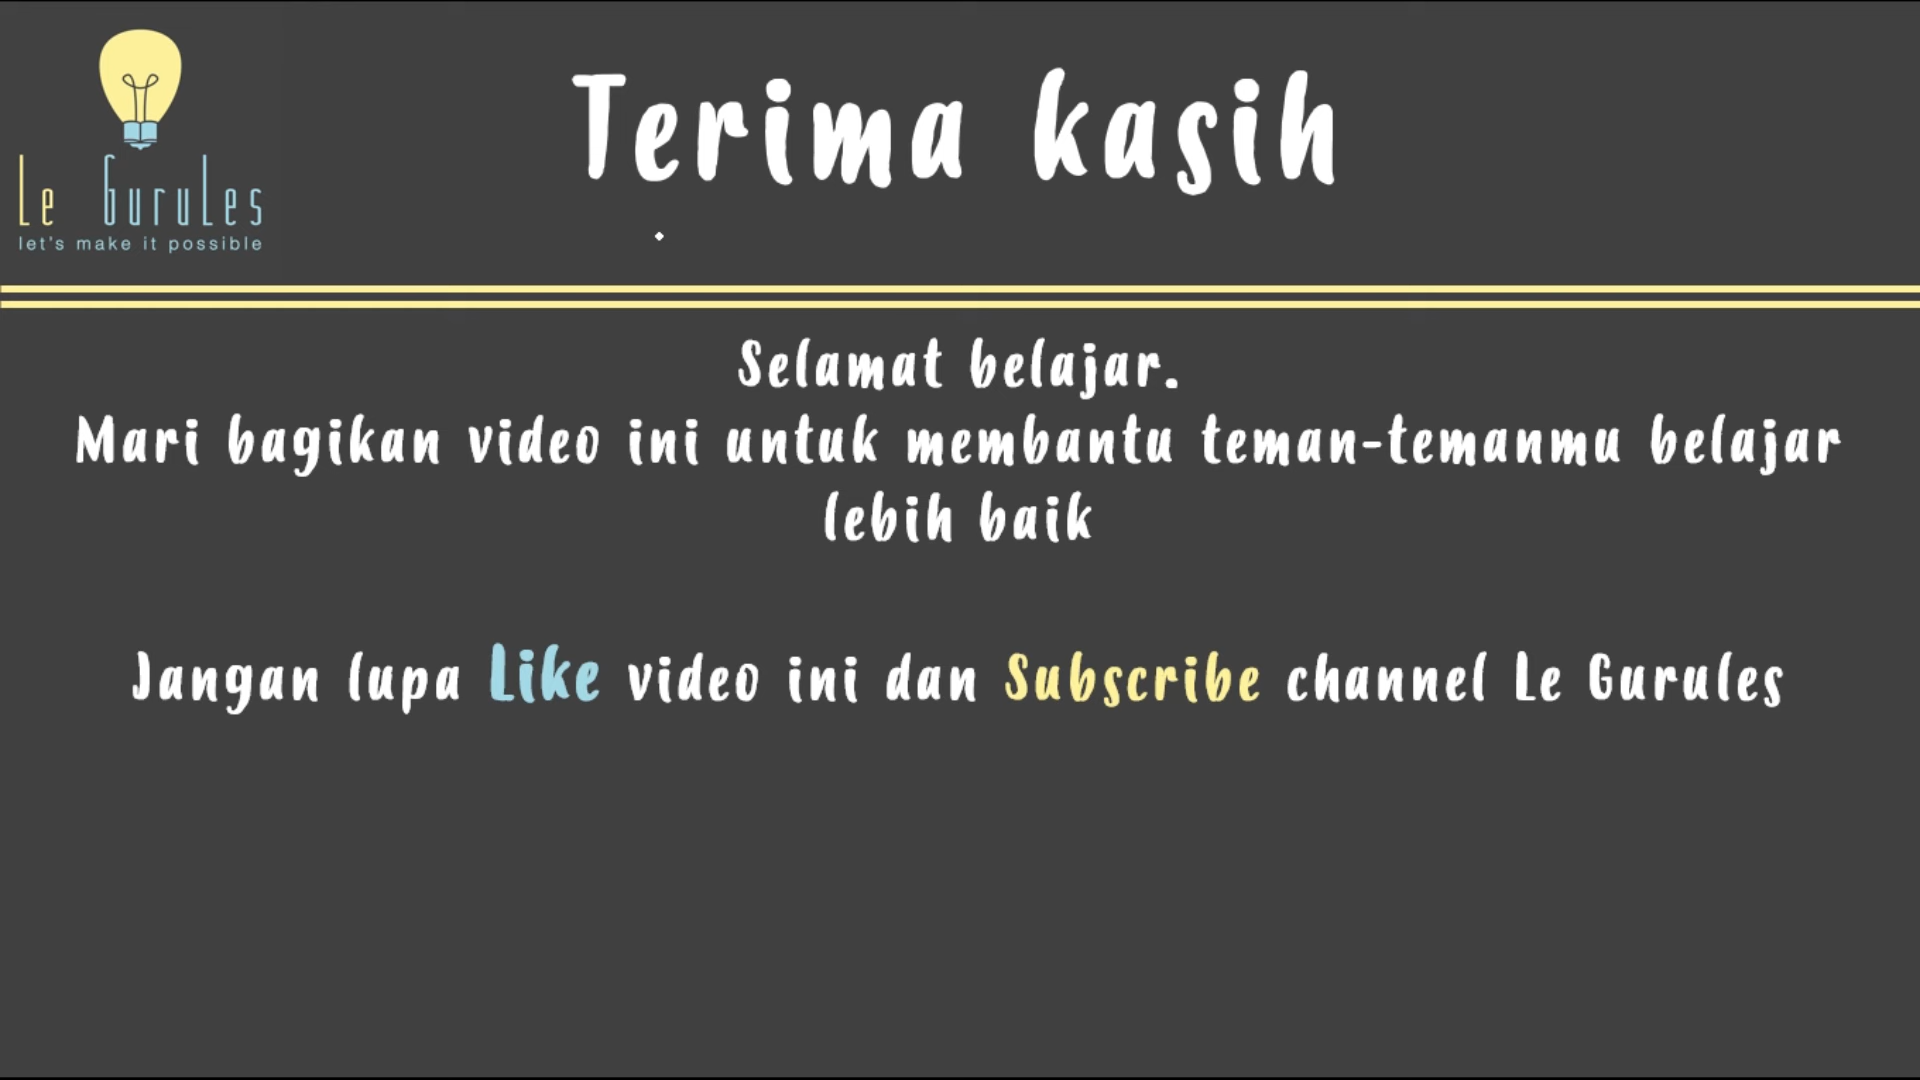 Le Gurules
let's make it possible
Terima kasih
Selamat belajar.
Mari bagikan video ini untuk membantu teman-temanmu belajar
lebih baik
Jangan lupa Like video ini dan Subscribe channel Le Gurules